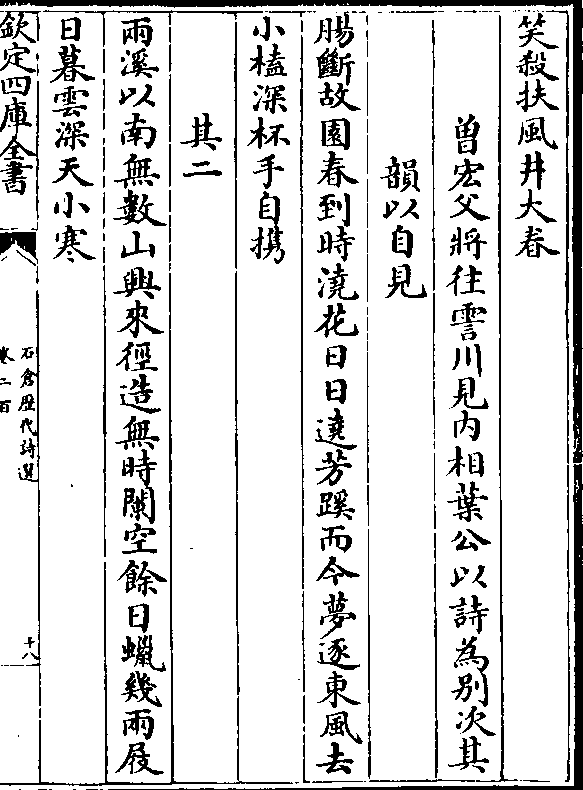 笑殺扶風井大春
曾宏父將往霅川見内相葉公以詩為别次其
韻以自見
腸斷故園春到時澆花日日遶芳蹊而今夢逐東風去
小榼深杯手自携
其二
兩溪以南無數山興來徑造無時闌空餘日蠟幾兩屐
日暮雲深天小寒
欽定四庫全書
石倉歴代詩選
卷二百
十八